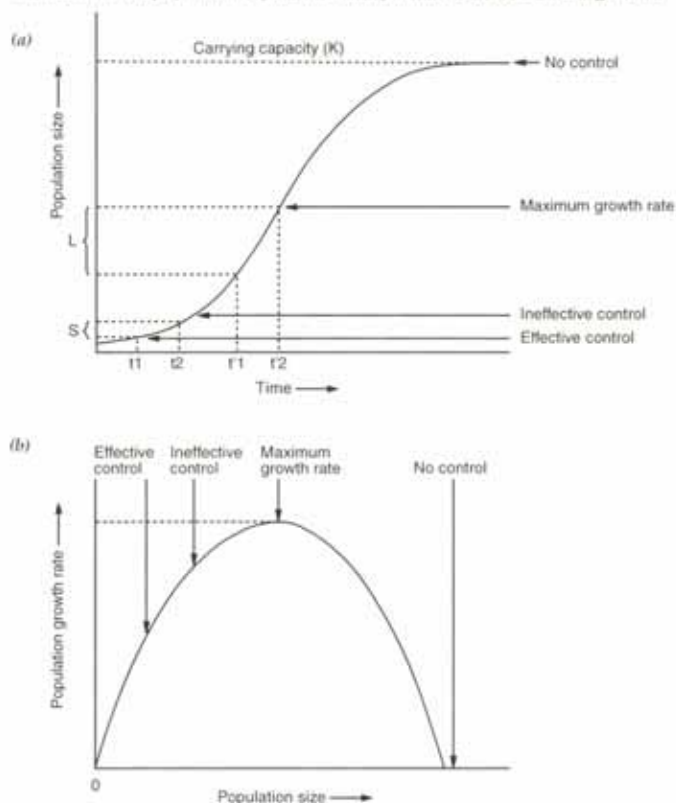 (a)
Carrying capacity (K)
No control
Population size
L
Maximum growth rate
Ineffective control
S
Effective control
t1 t2 t'1 t'2
Time
(b)
Effective control
Ineffective control
Maximum growth rate
No control
Population growth rate
0
Population size